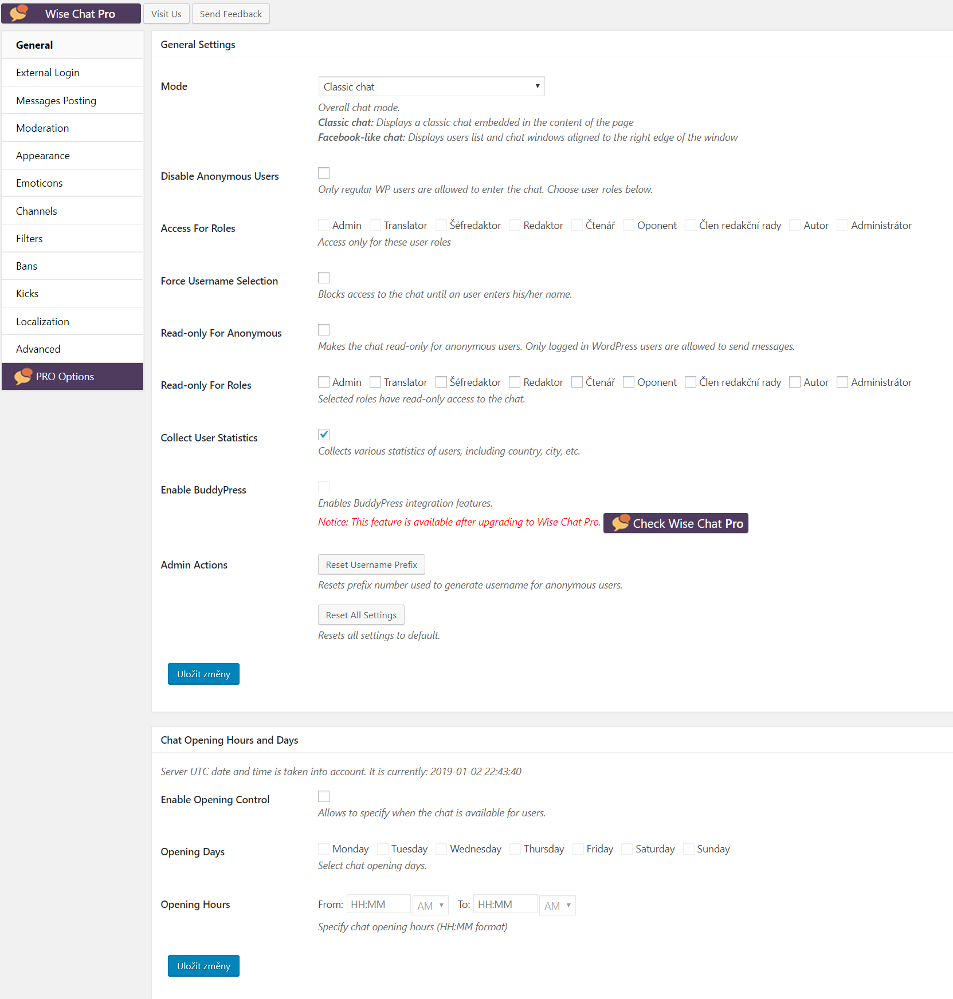 Wise Chat Pro
Visit Us
Send Feedback
General
External Login
Messages Posting
Moderation
Appearance
Emoticons
Channels
Filters
Bans
Kicks
Localization
Advanced
PRO Options
General Settings
Mode
Classic chat
Overall chat mode.
Classic chat: Displays a classic chat embedded in the content of the page
Facebook-like chat: Displays users list and chat windows aligned to the right edge of the window
Disable Anonymous Users
Only regular WP users are allowed to enter the chat. Choose user roles below.
Access For Roles
Admin Translator Šéfredaktor Redaktor Čtenář Oponent Člen redakční rady Autor Administrátor
Access only for these user roles
Force Username Selection
Blocks access to the chat until an user enters his/her name.
Read-only For Anonymous
Makes the chat read-only for anonymous users. Only logged in WordPress users are allowed to send messages.
Read-only For Roles
Admin Translator Šéfredaktor Redaktor Čtenář Oponent Člen redakční rady Autor Administrátor
Selected roles have read-only access to the chat.
Collect User Statistics
Collects various statistics of users, including country, city, etc.
Enable BuddyPress
Enables BuddyPress integration features.
Notice: This feature is available after upgrading to Wise Chat Pro. Check Wise Chat Pro
Admin Actions
Reset Username Prefix
Resets prefix number used to generate username for anonymous users.
Reset All Settings
Resets all settings to default.
Uložit změny
Chat Opening Hours and Days
Server UTC date and time is taken into account. It is currently: 2019-01-02 22:43:40
Enable Opening Control
Allows to specify when the chat is available for users.
Opening Days
Monday Tuesday Wednesday Thursday Friday Saturday Sunday
Select chat opening days.
Opening Hours
From: HH:MM AM To: HH:MM AM
Specify chat opening hours (HH:MM format)
Uložit změny